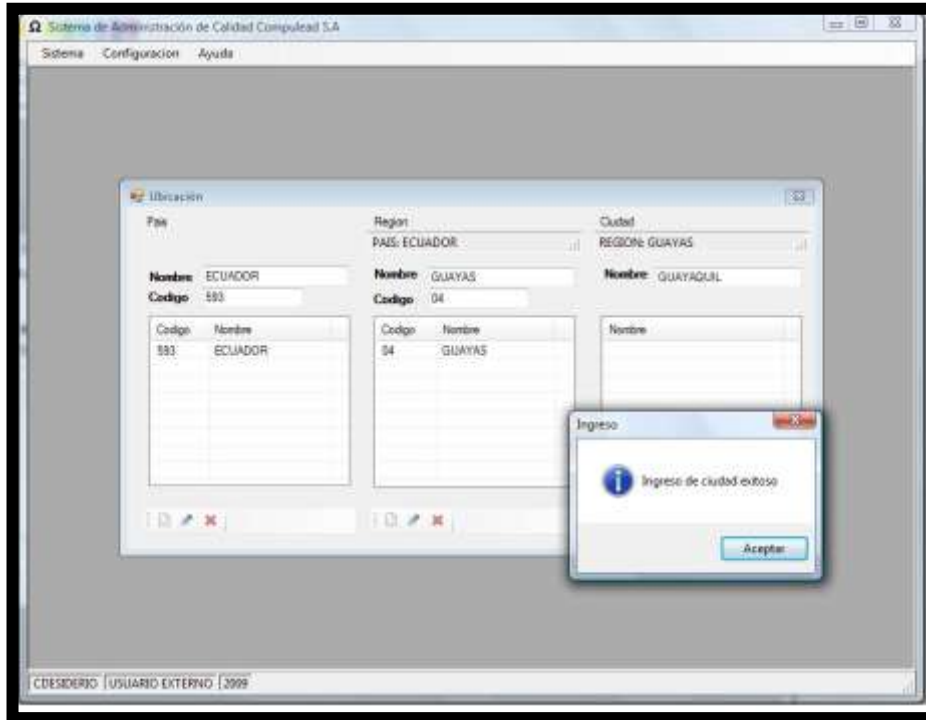 Sistema de Administración de Calidad Compulead S.A
Sistema Configuracion Ayuda
Ubicación
Pais Region Ciudad
PAIS: ECUADOR REGION: GUAYAS
Nombre ECUADOR Nombre GUAYAS Nombre GUAYAQUIL
Codigo 593 Codigo 04
Codigo Nombre Codigo Nombre Nombre
593 ECUADOR 04 GUAYAS
Ingreso
Ingreso de ciudad exitoso
Aceptar
CDESIDERIO USUARIO EXTERNO 2009